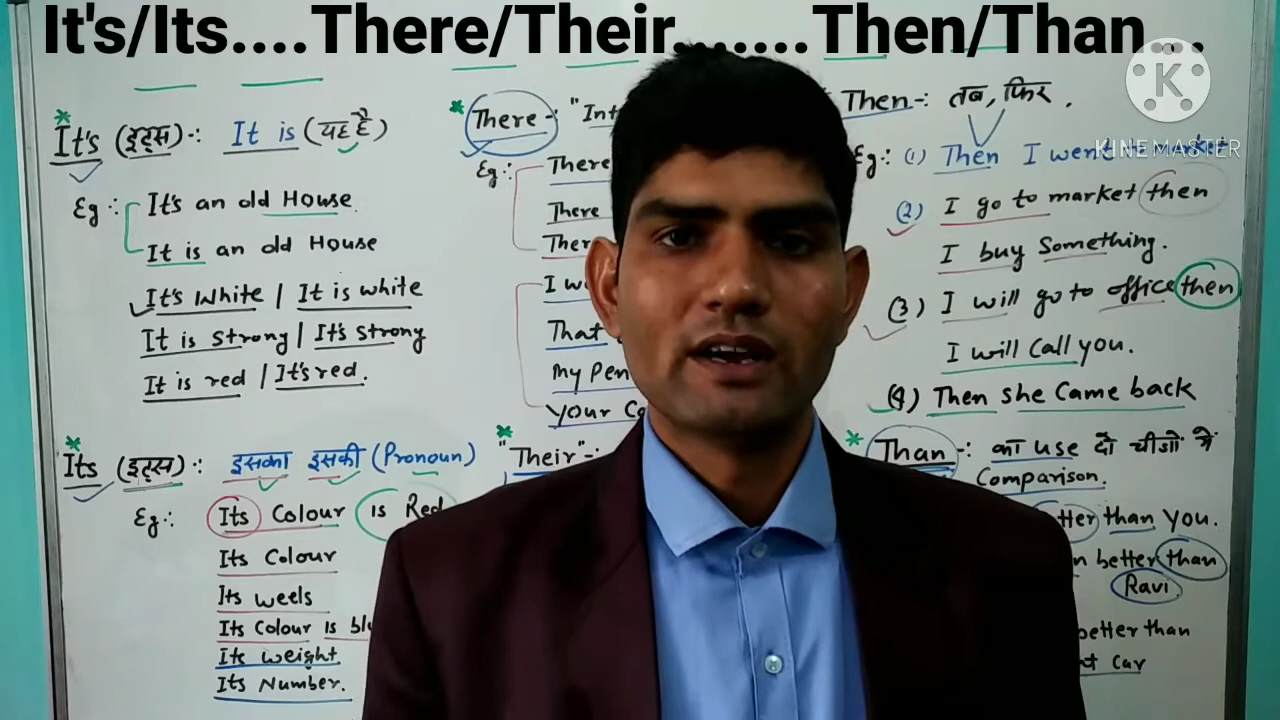 It's/Its....There/Their.......Then/Than...
K
KINEMASTER
It's (इट्स) -: It is (यह है)
Eg:: It's an old House.
It is an old House
It's White / It is white
It is strong / It's strong
It is red / It's red.
Its (इट्स) : इसका इसकी (Pronoun)
Eg:. Its Colour is Red
Its Colour
Its weels
Its Colour is
Its weight
Its Number.
There -:
Eg:. There
There
I
That
My Pen
Your
"Their" -:
Then -: तब, फिर.
Eg: (1) Then I went to market
(2) I go to market then
I buy Something.
(3) I will go to office then
I will Call you.
(4) Then she Came back
Than -: का use दो चीजों में
Comparison.
than You.
better than
Ravi
better than
Car